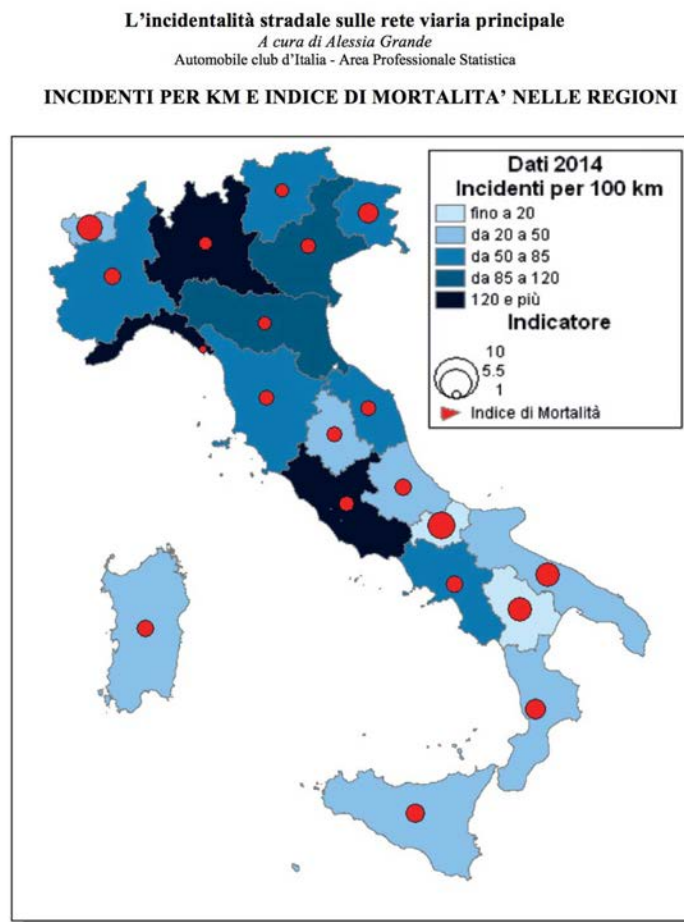 L'incidentalità stradale sulle rete viaria principale
A cura di Alessia Grande
Automobile club d'Italia - Area Professionale Statistica
INCIDENTI PER KM E INDICE DI MORTALITA' NELLE REGIONI
Dati 2014
Incidenti per 100 km
fino a 20
da 20 a 50
da 50 a 85
da 85 a 120
120 e più
Indicatore
10
5.5
1
Indice di Mortalità